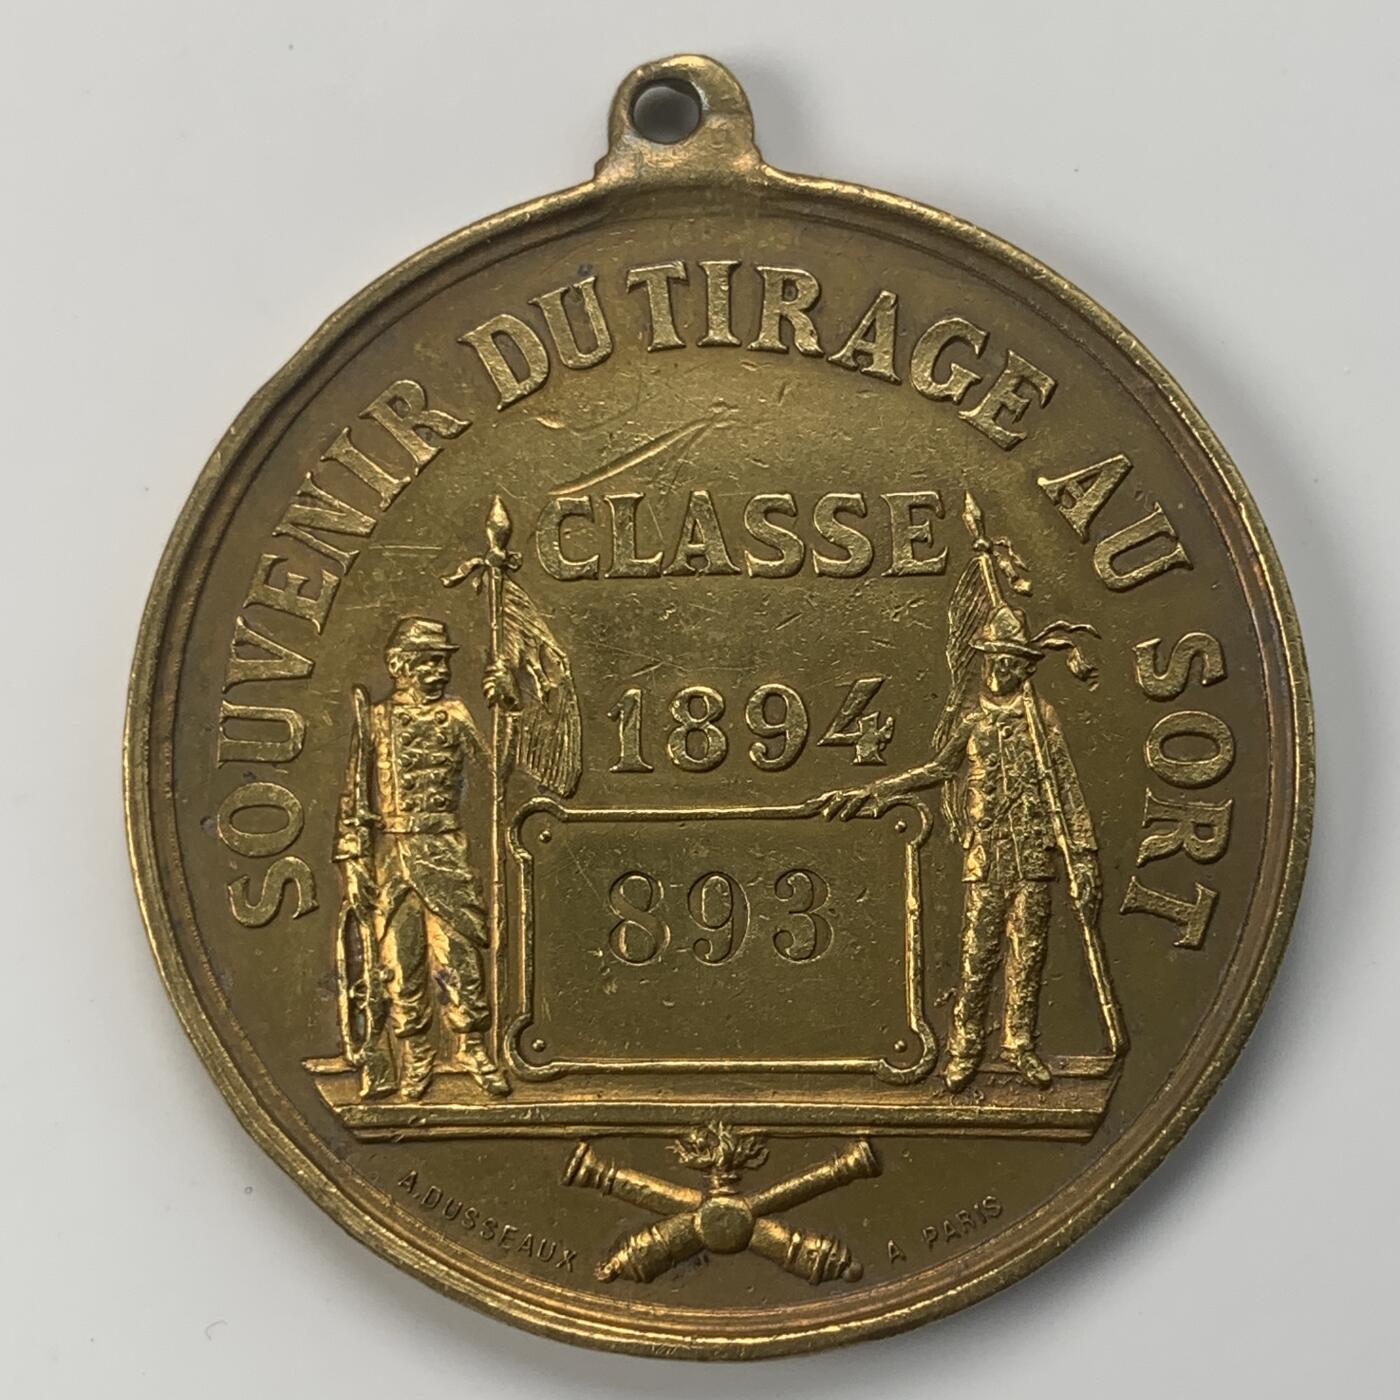 SOUVENIR DU TIRAGE AU SORT
CLASSE
1894
893
A. DUSSEAUX A PARIS